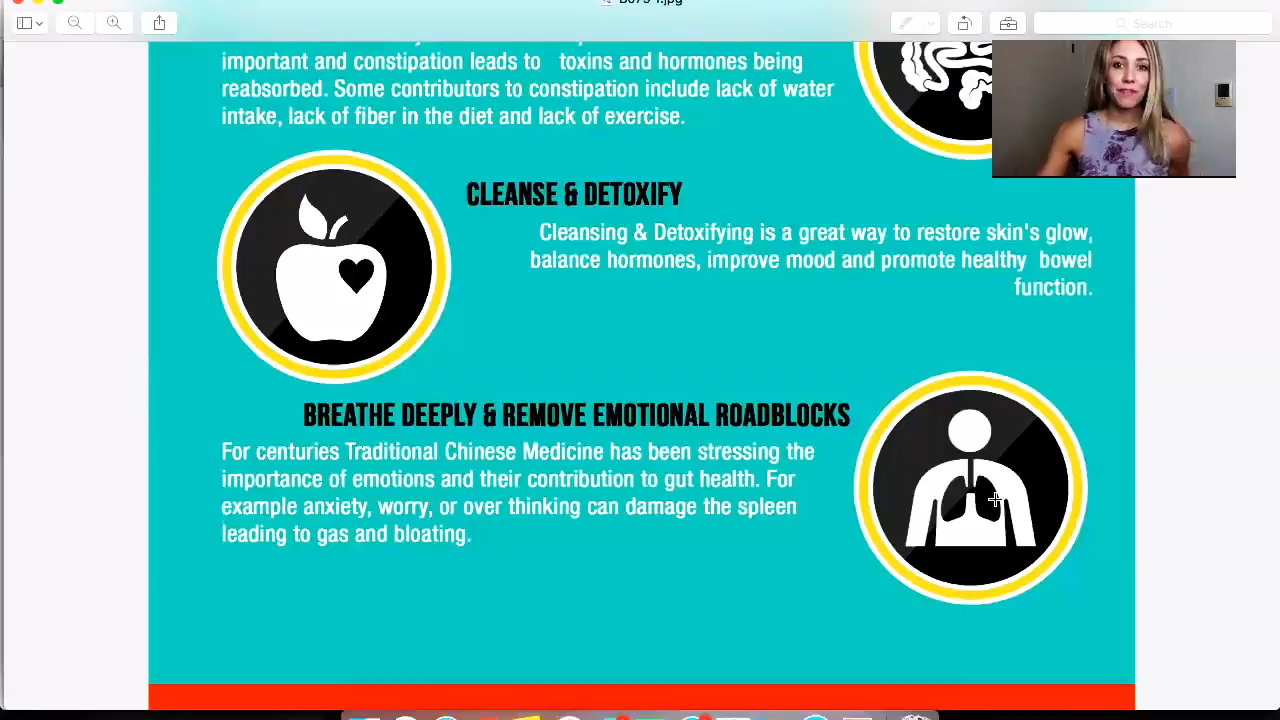 Search
important and constipation leads to toxins and hormones being
reabsorbed. Some contributors to constipation include lack of water
intake, lack of fiber in the diet and lack of exercise.
CLEANSE & DETOXIFY
Cleansing & Detoxifying is a great way to restore skin's glow,
balance hormones, improve mood and promote healthy bowel
function.
BREATHE DEEPLY & REMOVE EMOTIONAL ROADBLOCKS
For centuries Traditional Chinese Medicine has been stressing the
importance of emotions and their contribution to gut health. For
example anxiety, worry, or over thinking can damage the spleen
leading to gas and bloating.